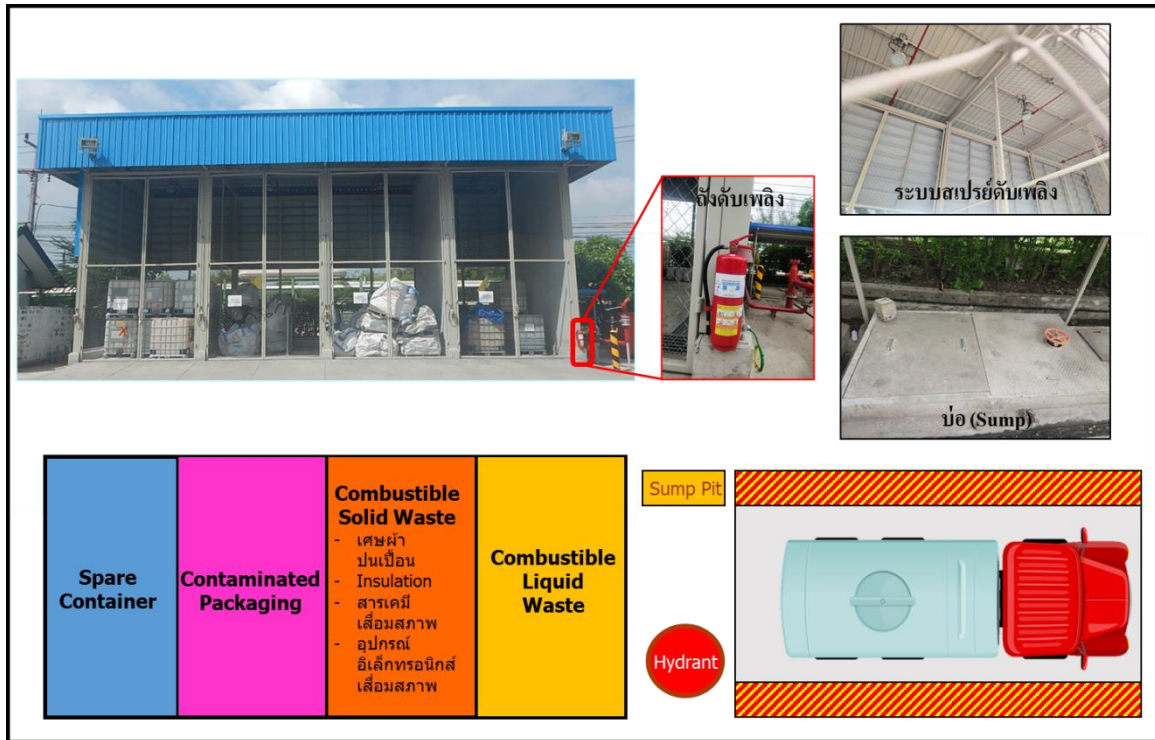 ถังดับเพลิง
ระบบสเปรย์ดับเพลิง
บ่อ (Sump)
Spare
Container
Contaminated
Packaging
Combustible
Solid Waste
- เศษผ้า
ปนเปื้อน
- Insulation
- สารเคมี
เสื่อมสภาพ
- อุปกรณ์
อิเล็กทรอนิกส์
เสื่อมสภาพ
Combustible
Liquid
Waste
Sump Pit
Hydrant